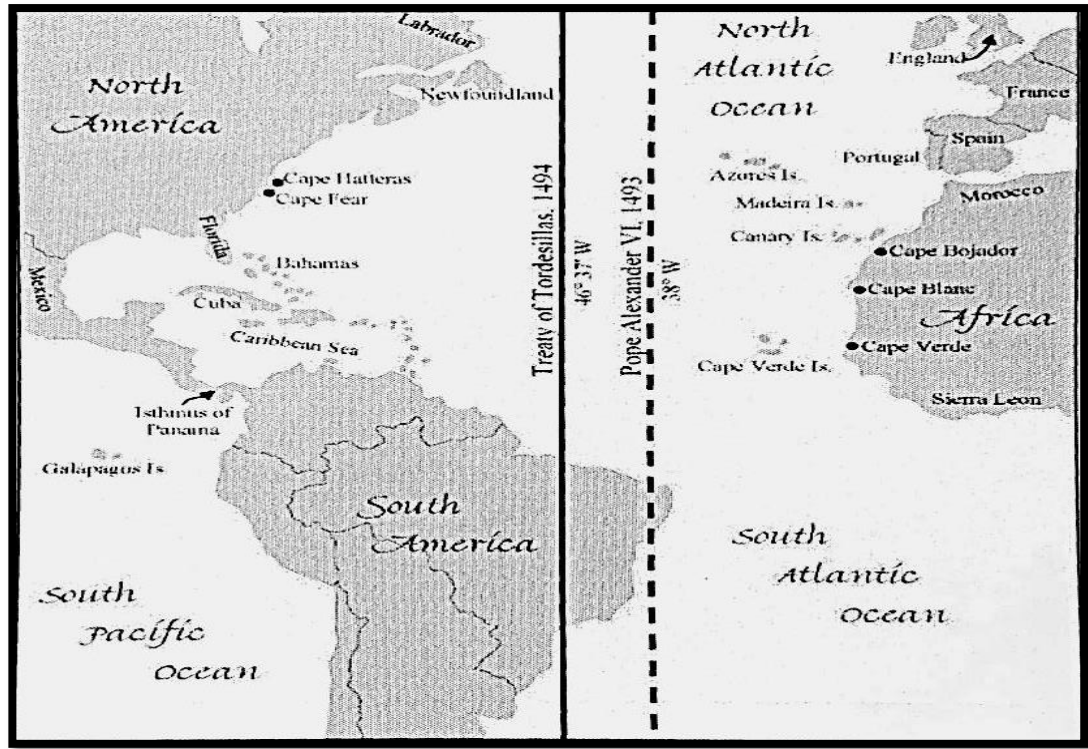 Labrador
North
America
Newfoundland
Cape Hatteras
Cape Fear
Florida
Bahamas
Mexico
Cuba
Caribbean Sea
Isthmus of
Panama
Galapagos Is
South
America
South
Pacific
Ocean
Treaty of Tordesillas, 1494
46° 37' W
Pope Alexander VI, 1493
38° W
North
Atlantic
Ocean
England
France
Spain
Portugal
Azores Is.
Madeira Is.
Morocco
Canary Is.
Cape Bojador
Cape Blanc
Africa
Cape Verde
Cape Verde Is.
Sierra Leon
South
Atlantic
Ocean